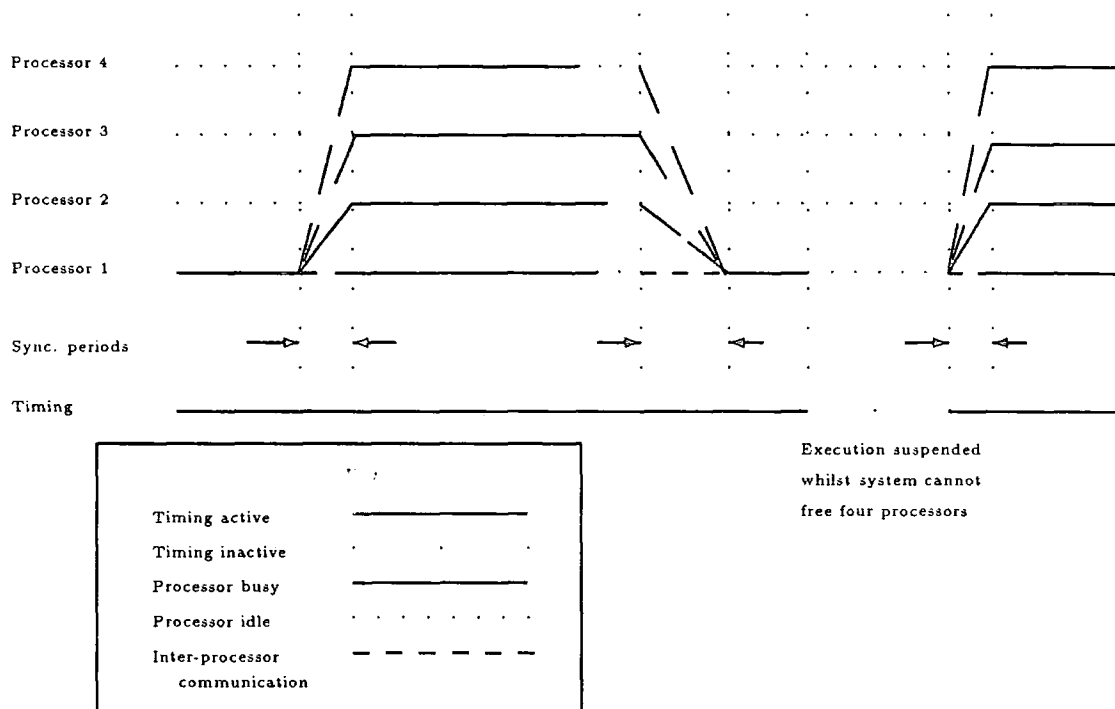 Processor 4
Processor 3
Processor 2
Processor 1
Sync. periods
Timing
Execution suspended
whilst system cannot
free four processors
Timing active
Timing inactive
Processor busy
Processor idle
Inter-processor
communication